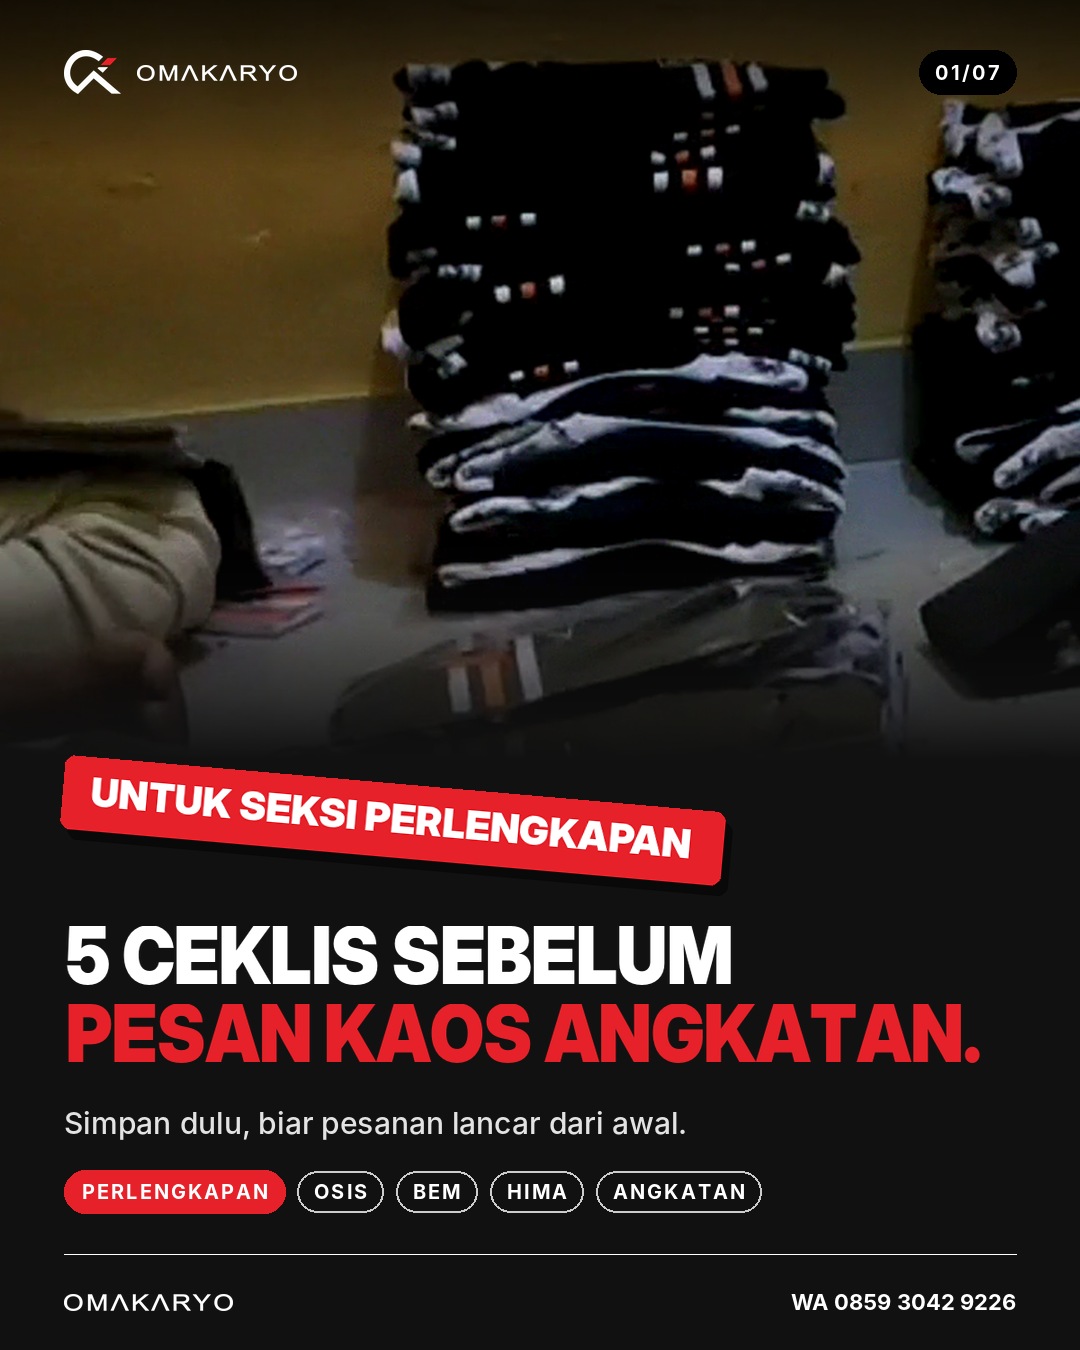 OMAKARYO
01/07
UNTUK SEKSI PERLENGKAPAN
5 CEKLIS SEBELUM
PESAN KAOS ANGKATAN.
Simpan dulu, biar pesanan lancar dari awal.
PERLENGKAPAN OSIS BEM HIMA ANGKATAN
OMAKARYO
WA 0859 3042 9226